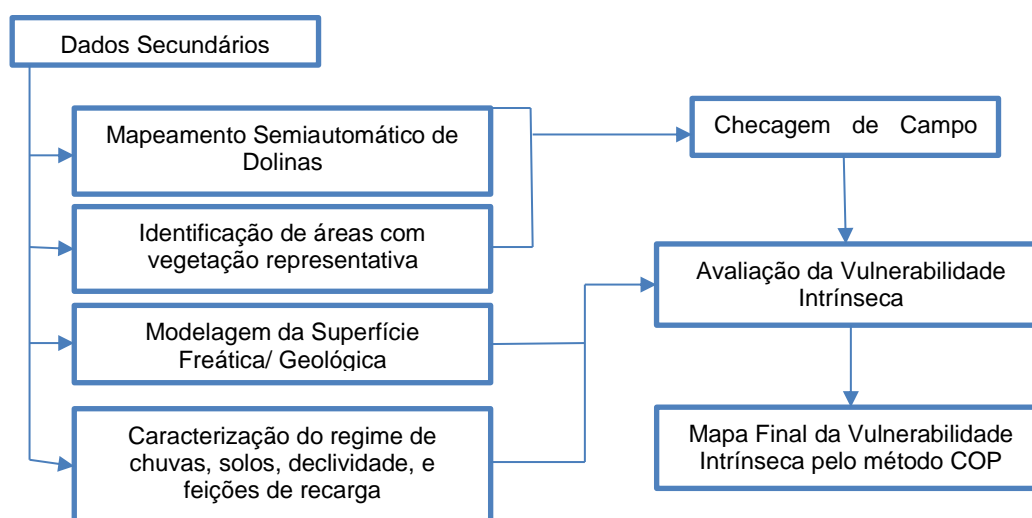 Dados Secundários
Mapeamento Semiautomático de
Dolinas
Identificação de áreas com
vegetação representativa
Modelagem da Superfície
Freática/ Geológica
Caracterização do regime de
chuvas, solos, declividade, e
feições de recarga
Checagem de Campo
Avaliação da Vulnerabilidade
Intrínseca
Mapa Final da Vulnerabilidade
Intrínseca pelo método COP